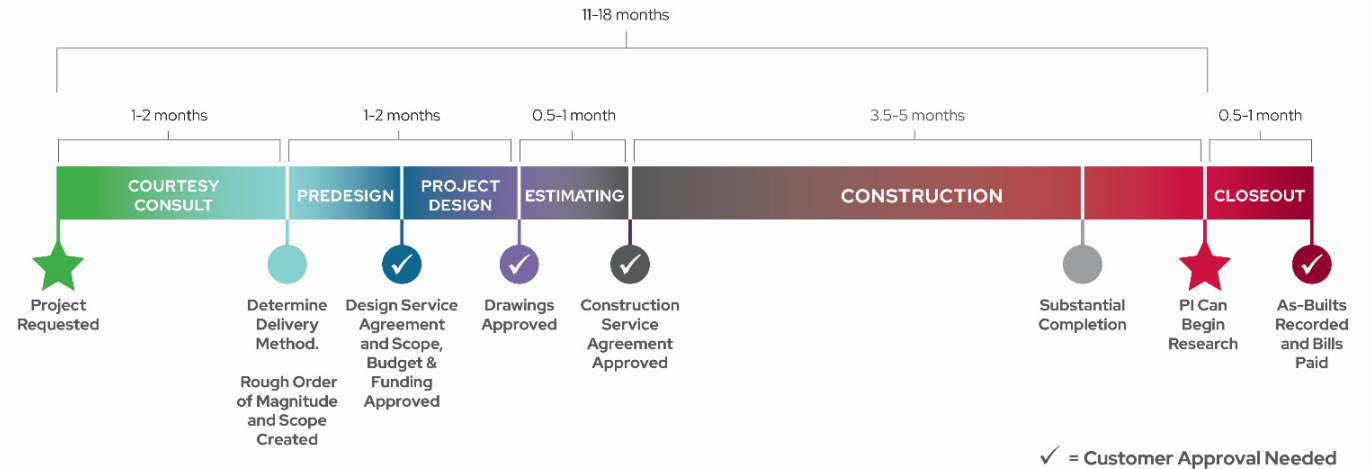 11-18 months
1-2 months
1-2 months
0.5-1 month
3.5-5 months
0.5-1 month
COURTESY
CONSULT
PREDESIGN
PROJECT
DESIGN
ESTIMATING
CONSTRUCTION
CLOSEOUT
Project
Requested
Determine
Delivery
Method.
Rough Order
of Magnitude
and Scope
Created
Design Service
Agreement
and Scope,
Budget &
Funding
Approved
Drawings
Approved
Construction
Service
Agreement
Approved
Substantial
Completion
PI Can
Begin
Research
As-Builts
Recorded
and Bills
Paid
✓ = Customer Approval Needed